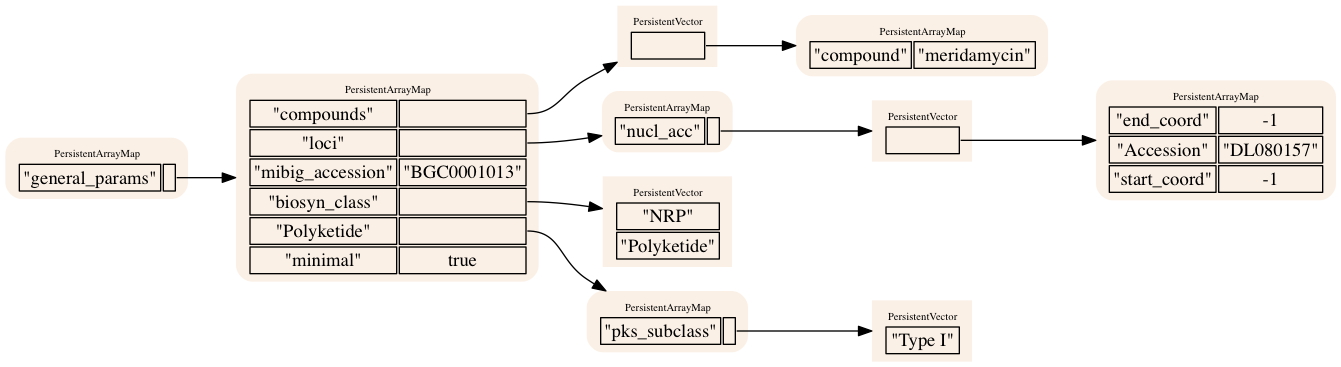 PersistentArrayMap
"general_params"
PersistentArrayMap
"compounds"
"loci"
"mibig_accession" "BGC0001013"
"biosyn_class"
"Polyketide"
"minimal" true
PersistentVector
PersistentArrayMap
"compound" "meridamycin"
PersistentArrayMap
"nucl_acc"
PersistentVector
PersistentArrayMap
"end_coord" -1
"Accession" "DL080157"
"start_coord" -1
PersistentVector
"NRP"
"Polyketide"
PersistentArrayMap
"pks_subclass"
PersistentVector
"Type I"